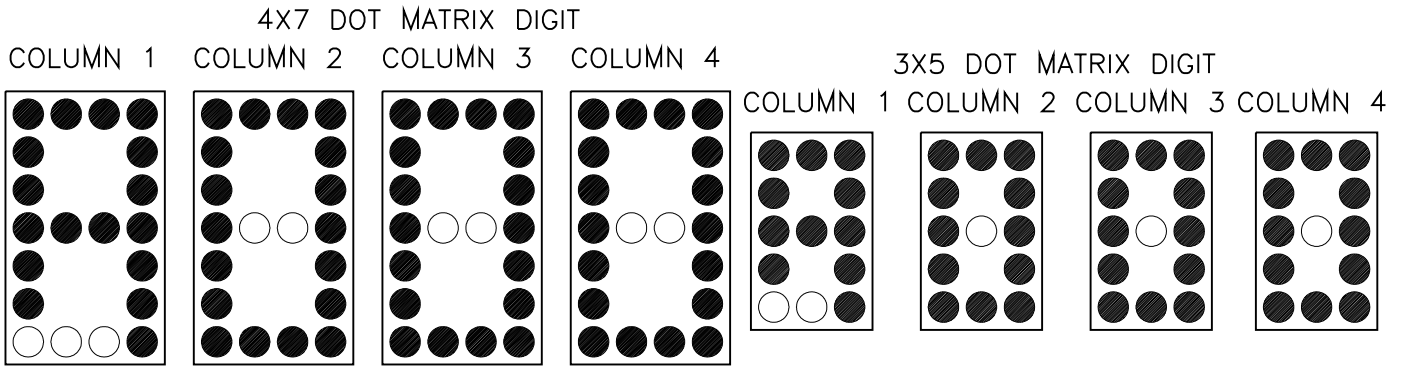 4X7 DOT MATRIX DIGIT
COLUMN 1 COLUMN 2 COLUMN 3 COLUMN 4
3X5 DOT MATRIX DIGIT
COLUMN 1 COLUMN 2 COLUMN 3 COLUMN 4